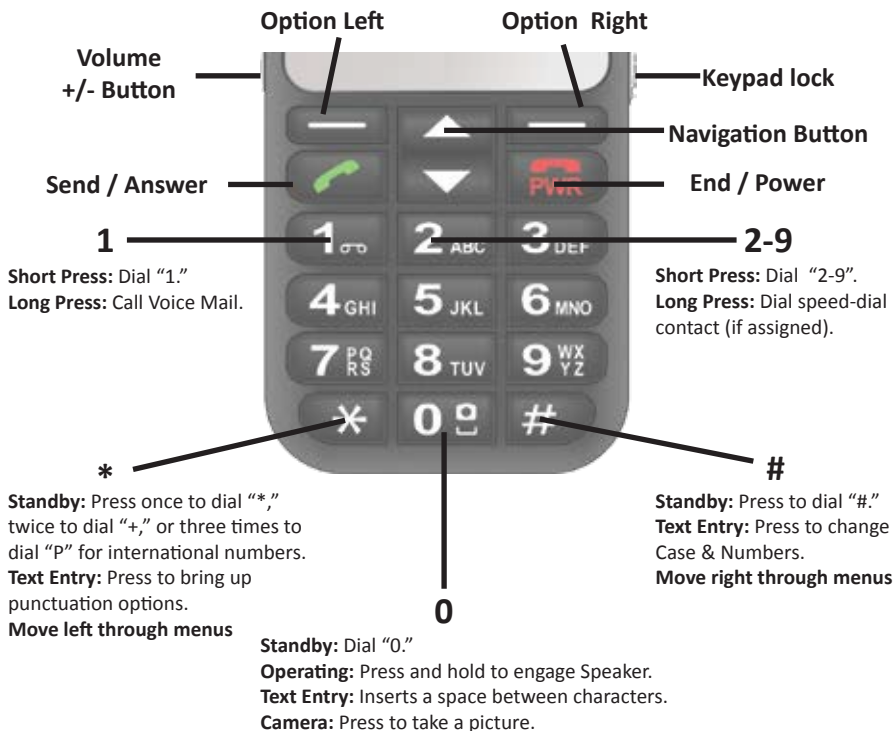 Option Left
Option Right
Volume
+/- Button
Keypad lock
Navigation Button
Send / Answer
End / Power
PWR
1
2-9
Short Press: Dial “1.”
Long Press: Call Voice Mail.
Short Press: Dial “2-9”.
Long Press: Dial speed-dial
contact (if assigned).
1
2 ABC
3 DEF
4 GHI
5 JKL
6 MNO
7 PQ
RS
8 TUV
9 WX
YZ
*
0
#
*
Standby: Press once to dial “*,”
twice to dial “+,” or three times to
dial “P” for international numbers.
Text Entry: Press to bring up
punctuation options.
Move left through menus
#
Standby: Press to dial “#.”
Text Entry: Press to change
Case & Numbers.
Move right through menus
0
Standby: Dial “0.”
Operating: Press and hold to engage Speaker.
Text Entry: Inserts a space between characters.
Camera: Press to take a picture.